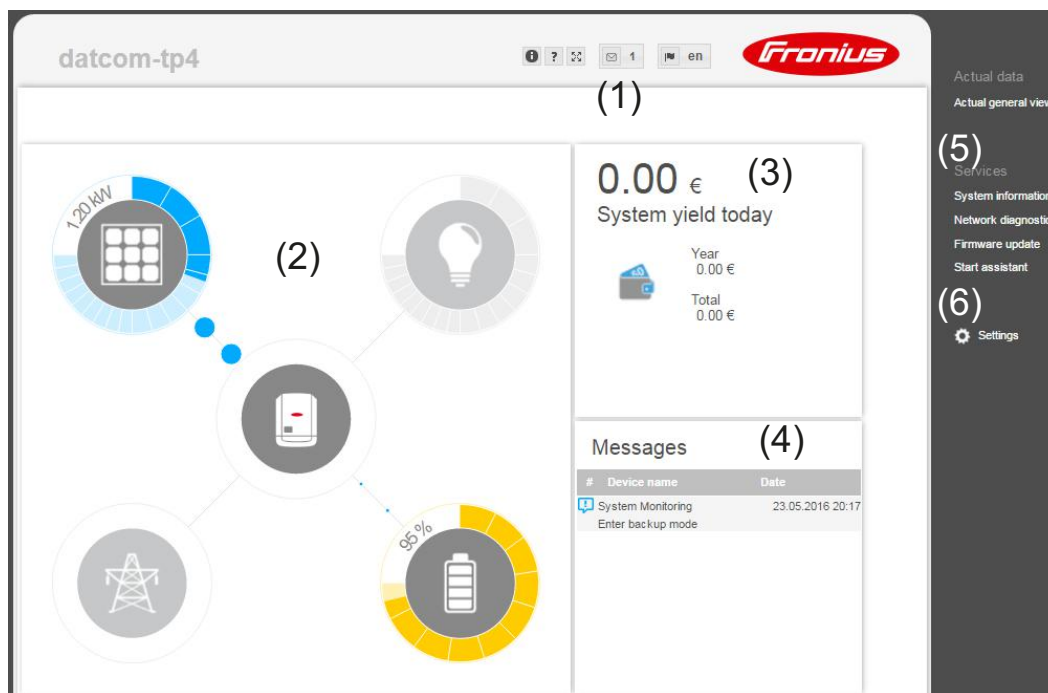 datcom-tp4
? 1 en
Fronius
(1)
1.20 kW
(2)
95 %
0.00 € (3)
System yield today
Year
0.00 €
Total
0.00 €
Messages (4)
# Device name Date
System Monitoring 23.05.2016 20:17
Enter backup mode
Actual data
Actual general view
(5)
Services
System information
Network diagnostic
Firmware update
Start assistant
(6)
Settings